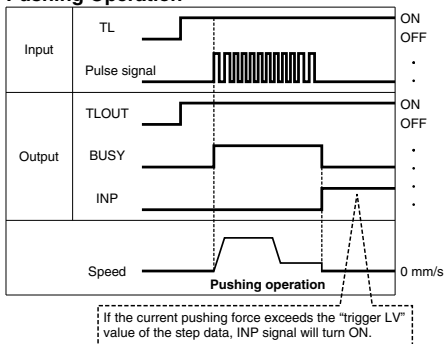 Pushing Operation
Input
TL
ON
OFF
Pulse signal
Output
TLOUT
ON
OFF
BUSY
INP
Speed
0 mm/s
Pushing operation
If the current pushing force exceeds the “trigger LV”
value of the step data, INP signal will turn ON.